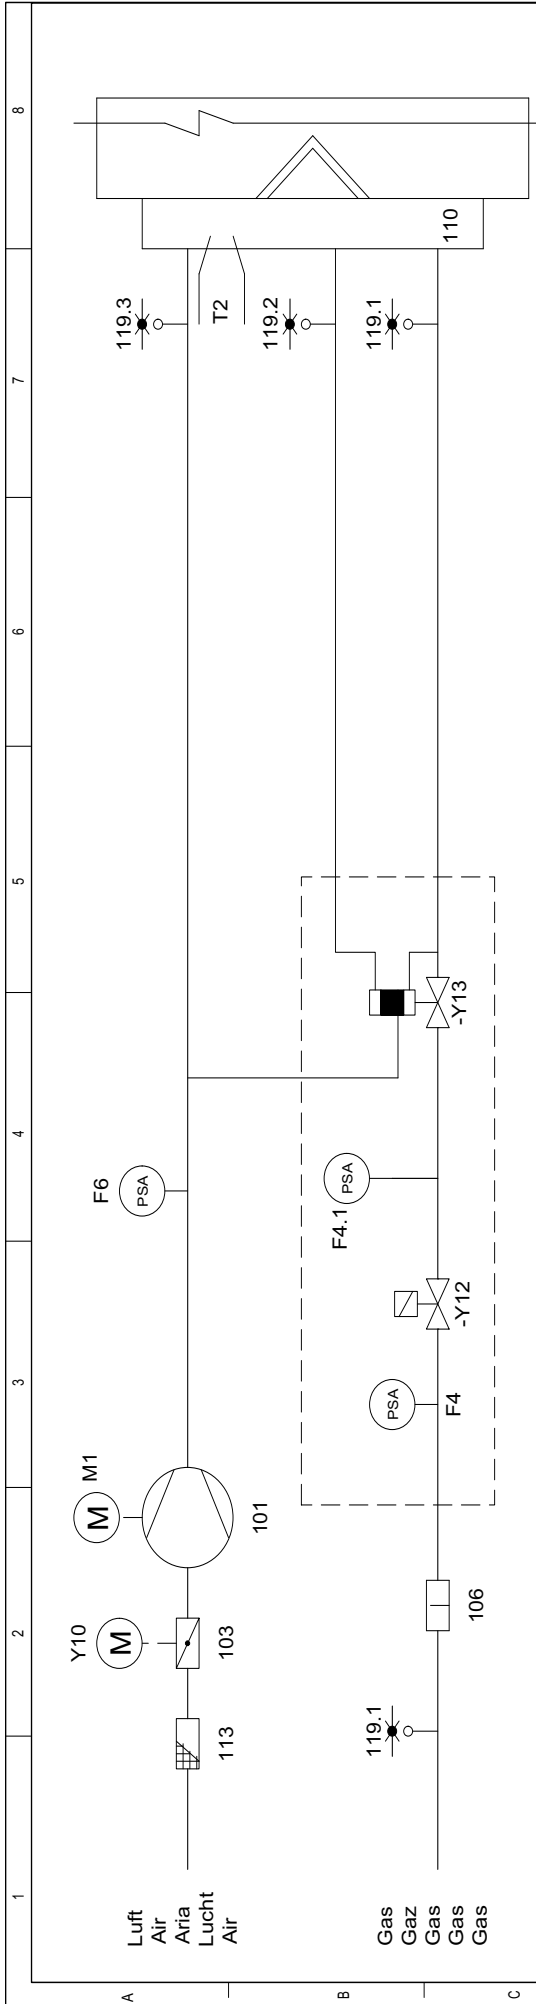 1
2
3
4
5
6
7
8
A
B
C
Luft
Air
Aria
Lucht
Air
113
Y10
M
103
M1
M
101
F6
PSA
119.3
T2
110
Gas
Gaz
Gas
Gas
Gas
119.1
106
PSA
F4
-Y12
F4.1
PSA
-Y13
119.2
119.1